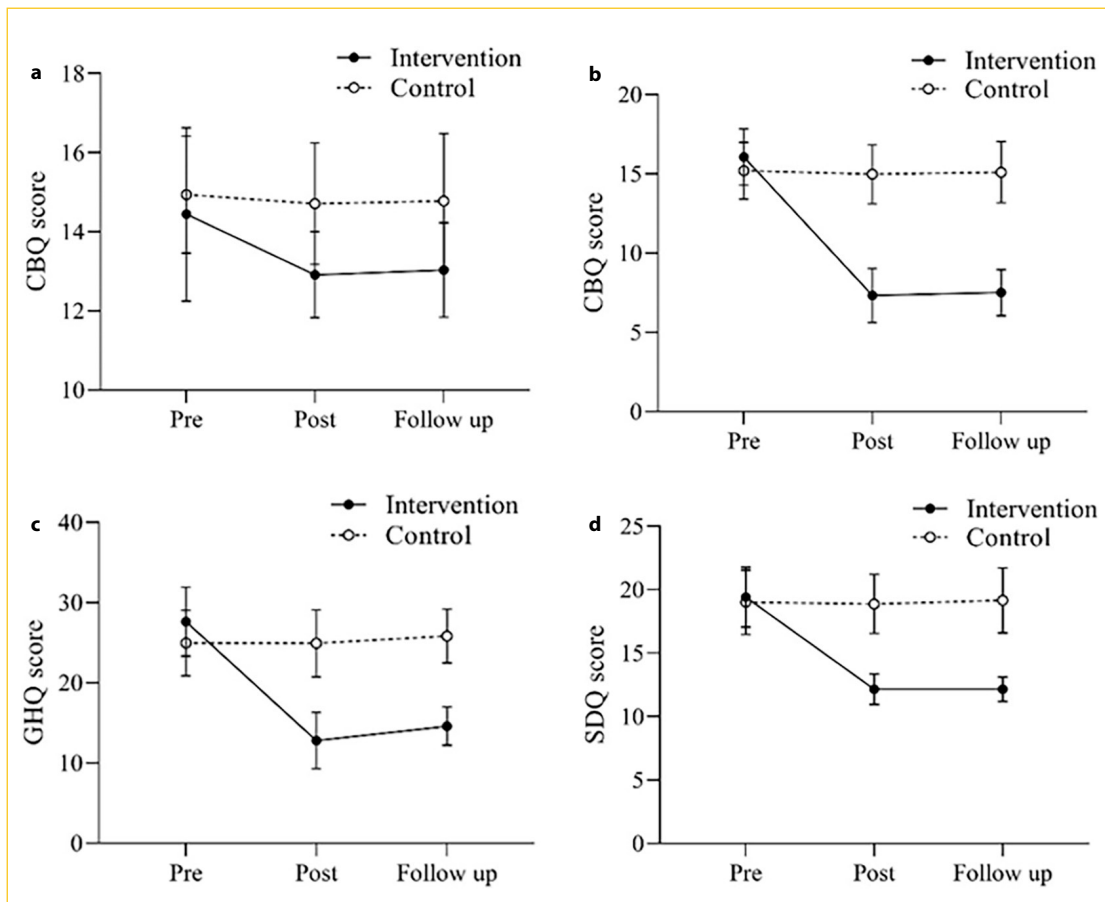 a
Intervention
Control
18
16
14
12
10
CBQ score
Pre Post Follow up
b
Intervention
Control
20
15
10
5
0
CBQ score
Pre Post Follow up
c
Intervention
Control
40
30
20
10
0
GHQ score
Pre Post Follow up
d
Intervention
Control
25
20
15
10
5
0
SDQ score
Pre Post Follow up